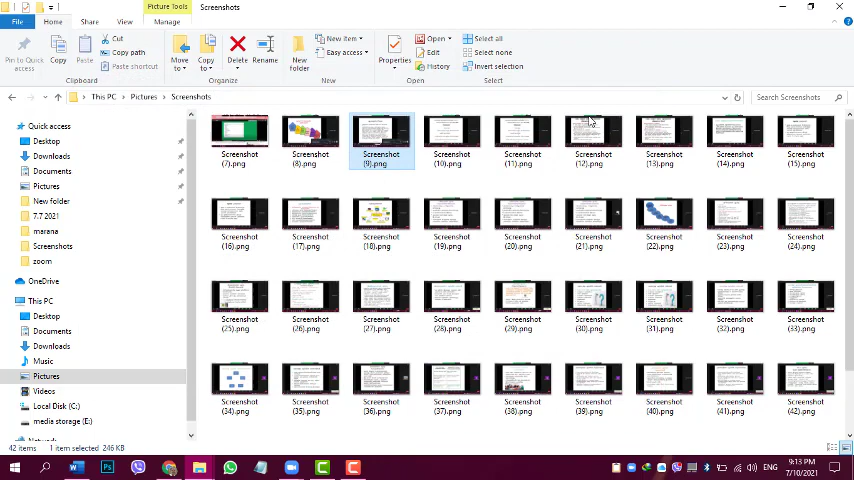 Picture Tools
Screenshots
File
Home
Share
View
Manage
Pin to Quick access
Copy
Paste
Cut
Copy path
Paste shortcut
Clipboard
Move to
Copy to
Delete
Rename
Organize
New folder
New item
Easy access
New
Properties
Open
Edit
History
Open
Select all
Select none
Invert selection
Select
This PC
Pictures
Screenshots
Search Screenshots
Quick access
Desktop
Downloads
Documents
Pictures
New folder
7.7 2021
marana
Screenshots
zoom
OneDrive
This PC
Desktop
Documents
Downloads
Music
Pictures
Videos
Local Disk (C:)
media storage (E:)
Screenshot (7).png
Screenshot (8).png
Screenshot (9).png
Screenshot (10).png
Screenshot (11).png
Screenshot (12).png
Screenshot (13).png
Screenshot (14).png
Screenshot (15).png
Screenshot (16).png
Screenshot (17).png
Screenshot (18).png
Screenshot (19).png
Screenshot (20).png
Screenshot (21).png
Screenshot (22).png
Screenshot (23).png
Screenshot (24).png
Screenshot (25).png
Screenshot (26).png
Screenshot (27).png
Screenshot (28).png
Screenshot (29).png
Screenshot (30).png
Screenshot (31).png
Screenshot (32).png
Screenshot (33).png
Screenshot (34).png
Screenshot (35).png
Screenshot (36).png
Screenshot (37).png
Screenshot (38).png
Screenshot (39).png
Screenshot (40).png
Screenshot (41).png
Screenshot (42).png
42 items
1 item selected 246 KB
ENG
9:13 PM
7/10/2021